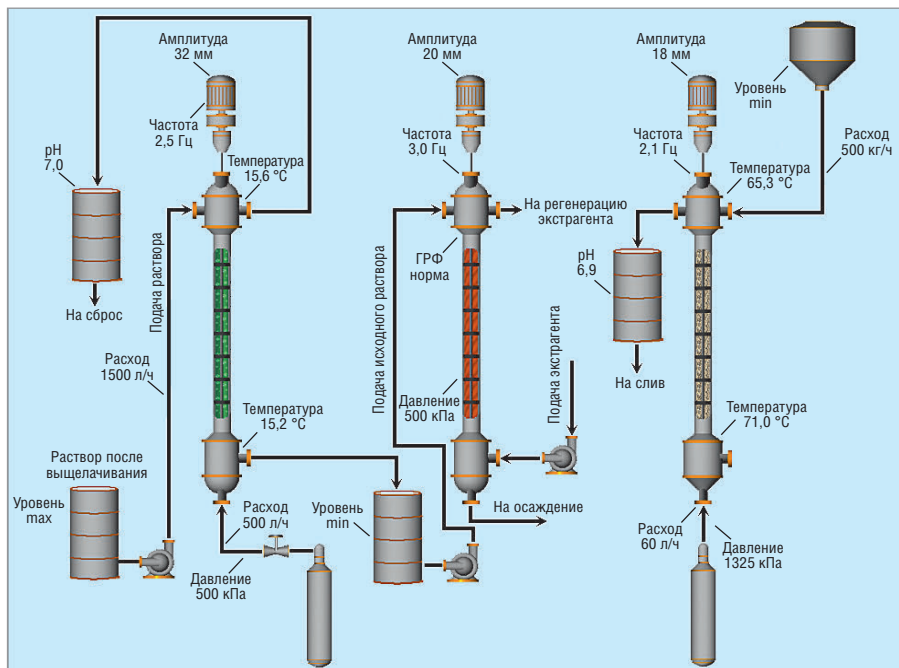 Амплитуда
32 мм
Частота
2,5 Гц
pH
7,0
Температура
15,6 °C
На сброс
Подача раствора
Расход
1500 л/ч
Температура
15,2 °C
Раствор после
выщелачивания
Уровень
max
Расход
500 л/ч
Давление
500 кПа
Уровень
min
Амплитуда
20 мм
Частота
3,0 Гц
На регенерацию
экстрагента
ГРФ
норма
Подача исходного раствора
Давление
500 кПа
Подача экстрагента
На осаждение
Амплитуда
18 мм
Частота
2,1 Гц
Уровень
min
Расход
500 кг/ч
Температура
65,3 °C
pH
6,9
На слив
Температура
71,0 °C
Расход
60 л/ч
Давление
1325 кПа